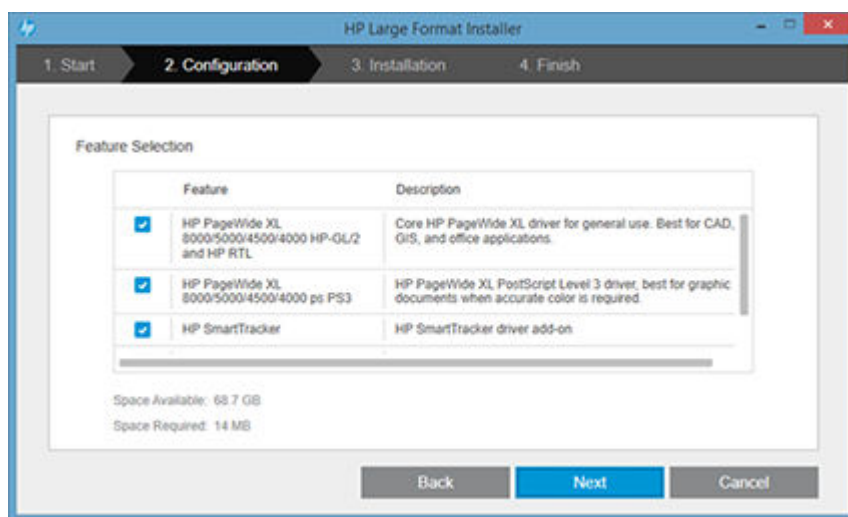 HP Large Format Installer
1. Start
2. Configuration
3. Installation
4. Finish
Feature Selection
Feature
Description
HP PageWide XL
8000/5000/4500/4000 HP-GL/2
and HP RTL
Core HP PageWide XL driver for general use. Best for CAD,
GIS, and office applications.
HP PageWide XL
8000/5000/4500/4000 ps PS3
HP PageWide XL PostScript Level 3 driver, best for graphic
documents when accurate color is required.
HP SmartTracker
HP SmartTracker driver add-on
Space Available: 68.7 GB
Space Required: 14 MB
Back
Next
Cancel